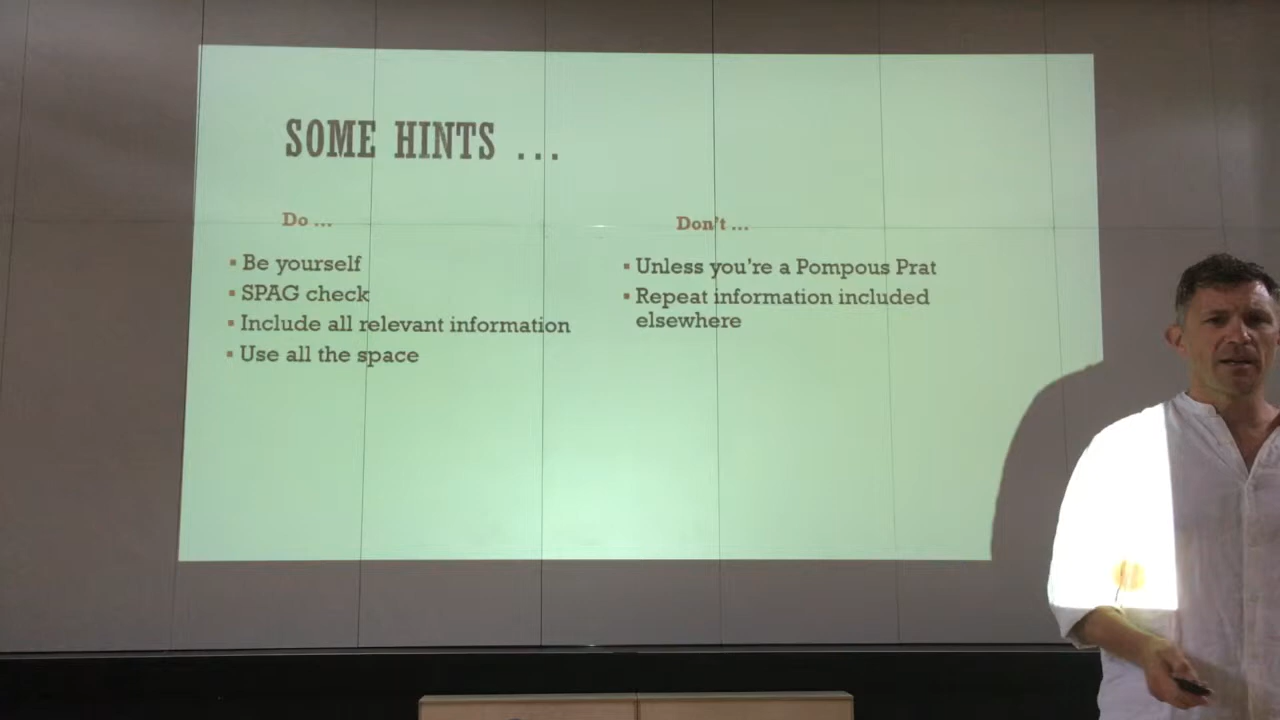 SOME HINTS ...
Do ...
▪ Be yourself
▪ SPAG check
▪ Include all relevant information
▪ Use all the space
Don't ...
▪ Unless you're a Pompous Prat
▪ Repeat information included
elsewhere